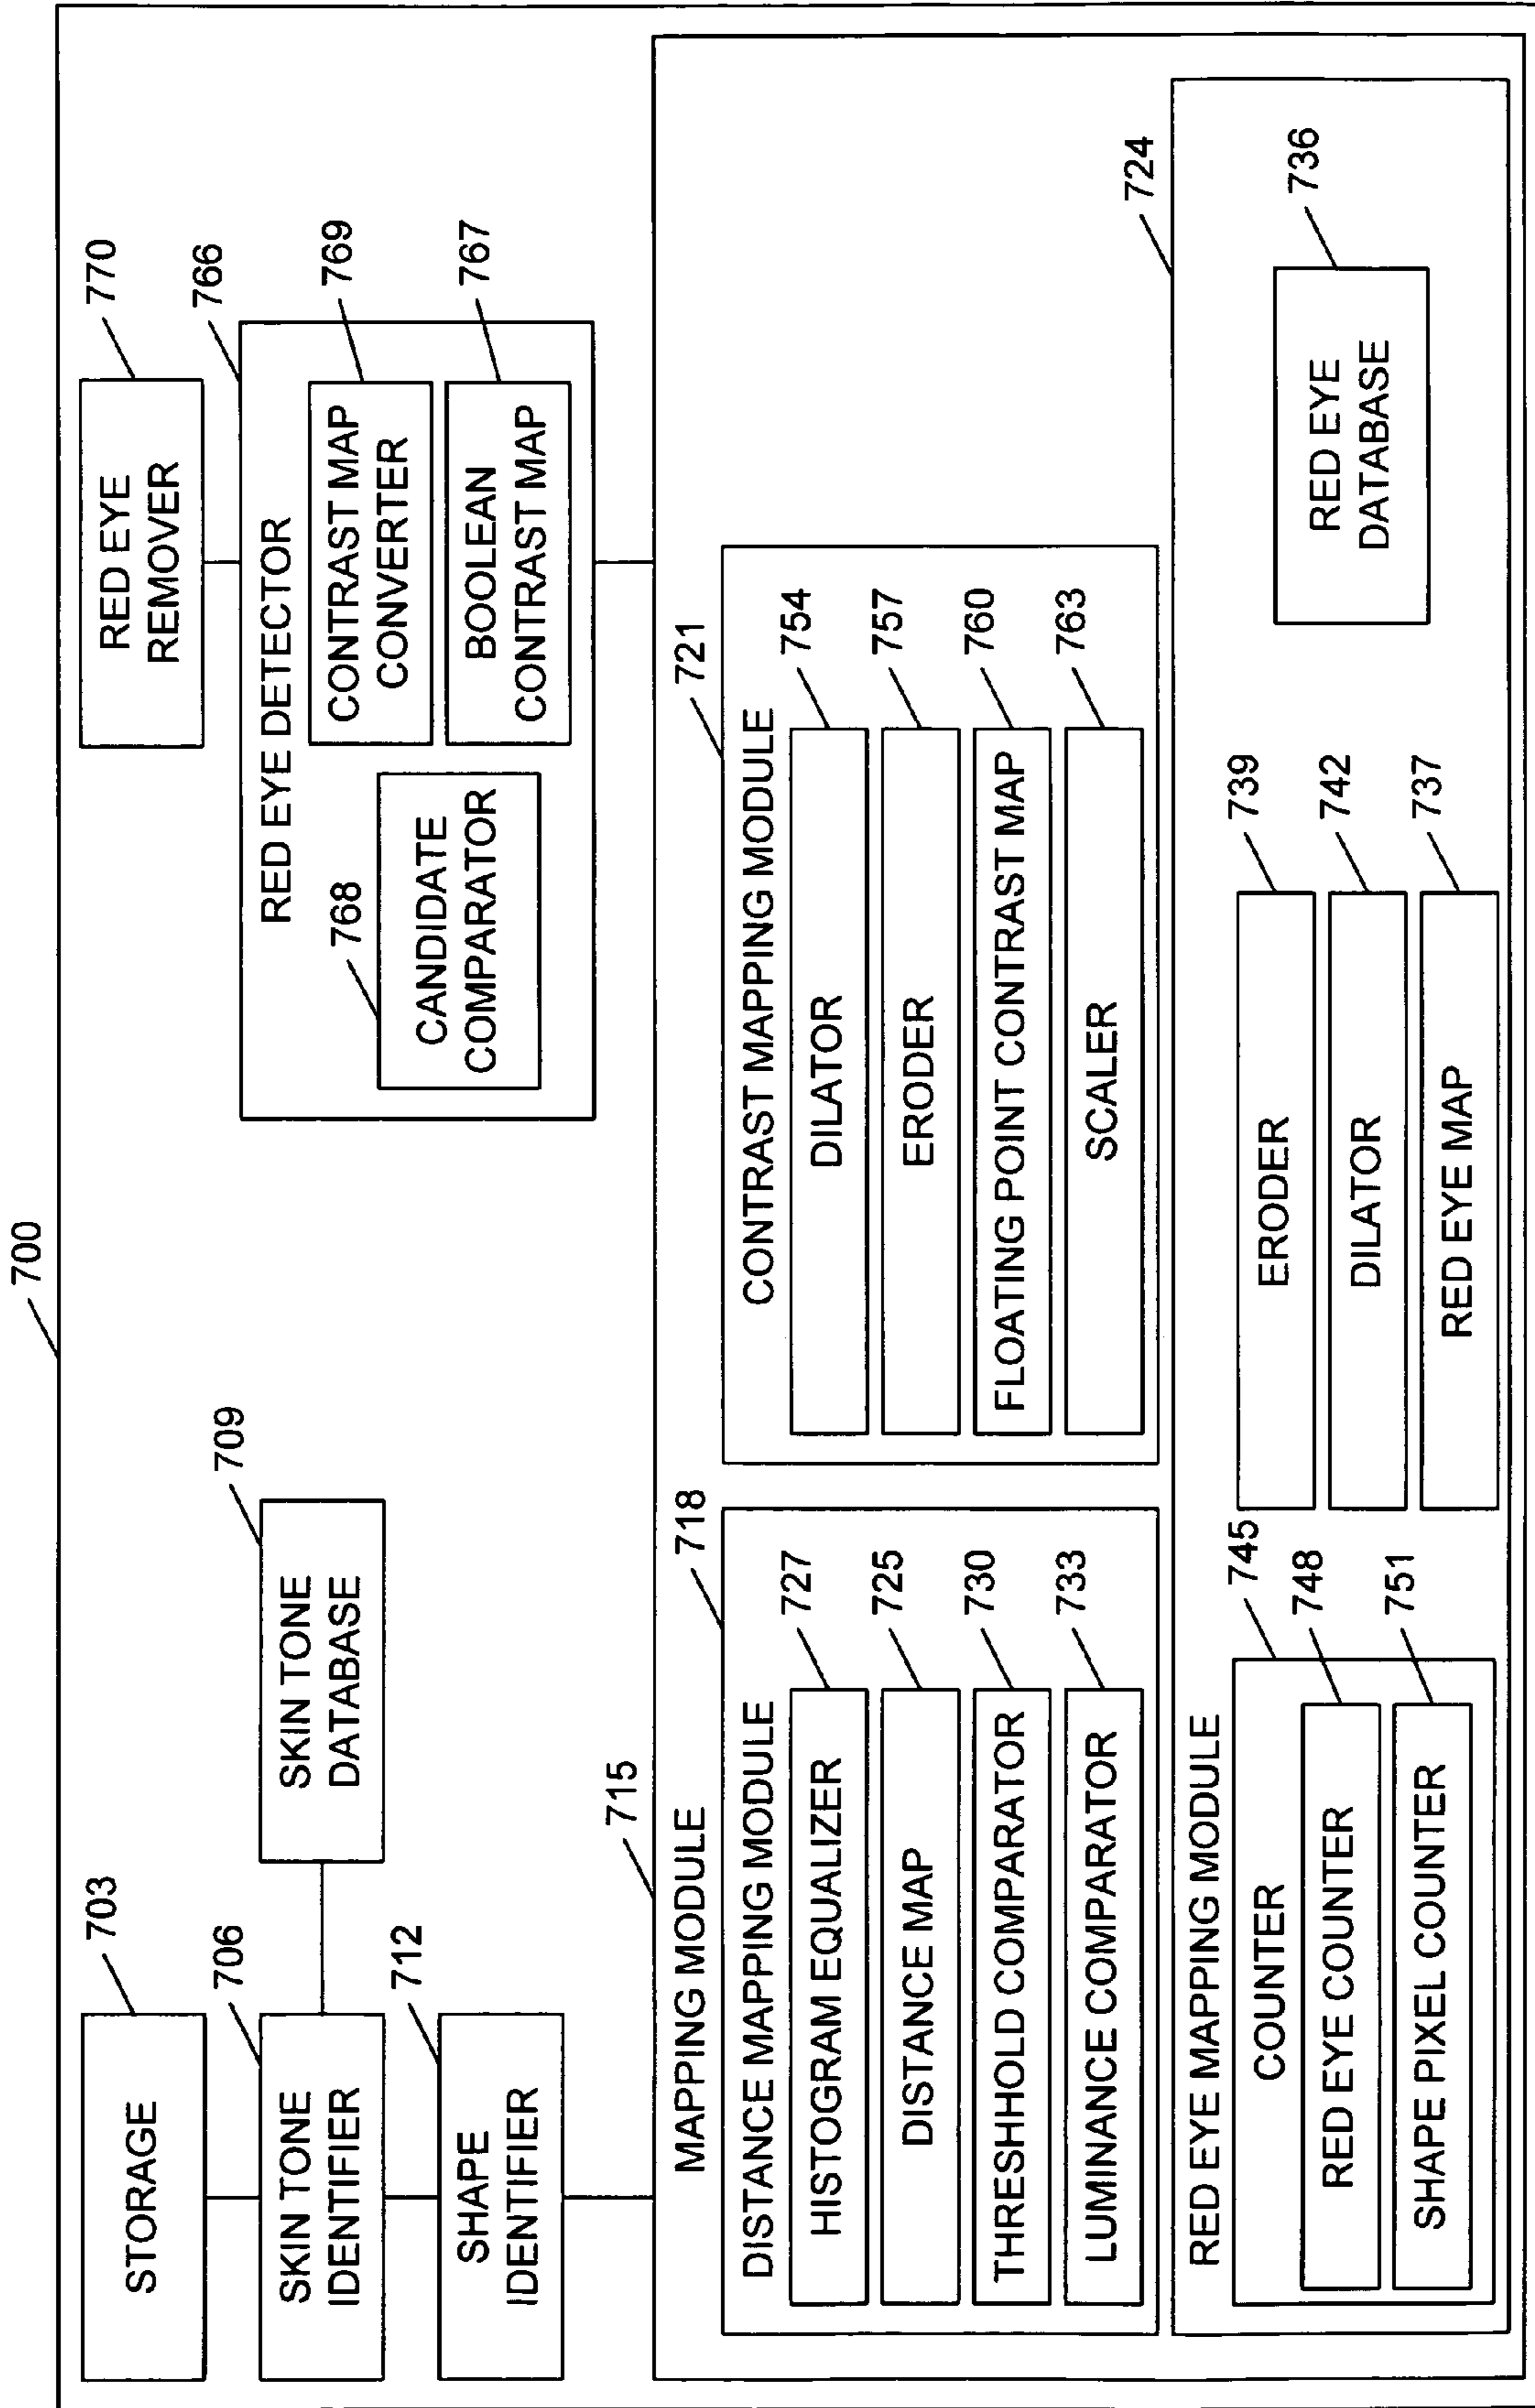 700
STORAGE
703
SKIN TONE
IDENTIFIER
706
SKIN TONE
DATABASE
709
SHAPE
IDENTIFIER
712
RED EYE
REMOVER
770
RED EYE DETECTOR
766
CANDIDATE
COMPARATOR
768
CONTRAST MAP
CONVERTER
769
BOOLEAN
CONTRAST MAP
767
MAPPING MODULE
715
DISTANCE MAPPING MODULE
718
HISTOGRAM EQUALIZER
727
DISTANCE MAP
725
THRESHHOLD COMPARATOR
730
LUMINANCE COMPARATOR
733
CONTRAST MAPPING MODULE
721
DILATOR
754
ERODER
757
FLOATING POINT CONTRAST MAP
760
SCALER
763
RED EYE MAPPING MODULE
724
COUNTER
745
RED EYE COUNTER
748
SHAPE PIXEL COUNTER
751
ERODER
739
DILATOR
742
RED EYE MAP
737
RED EYE
DATABASE
736